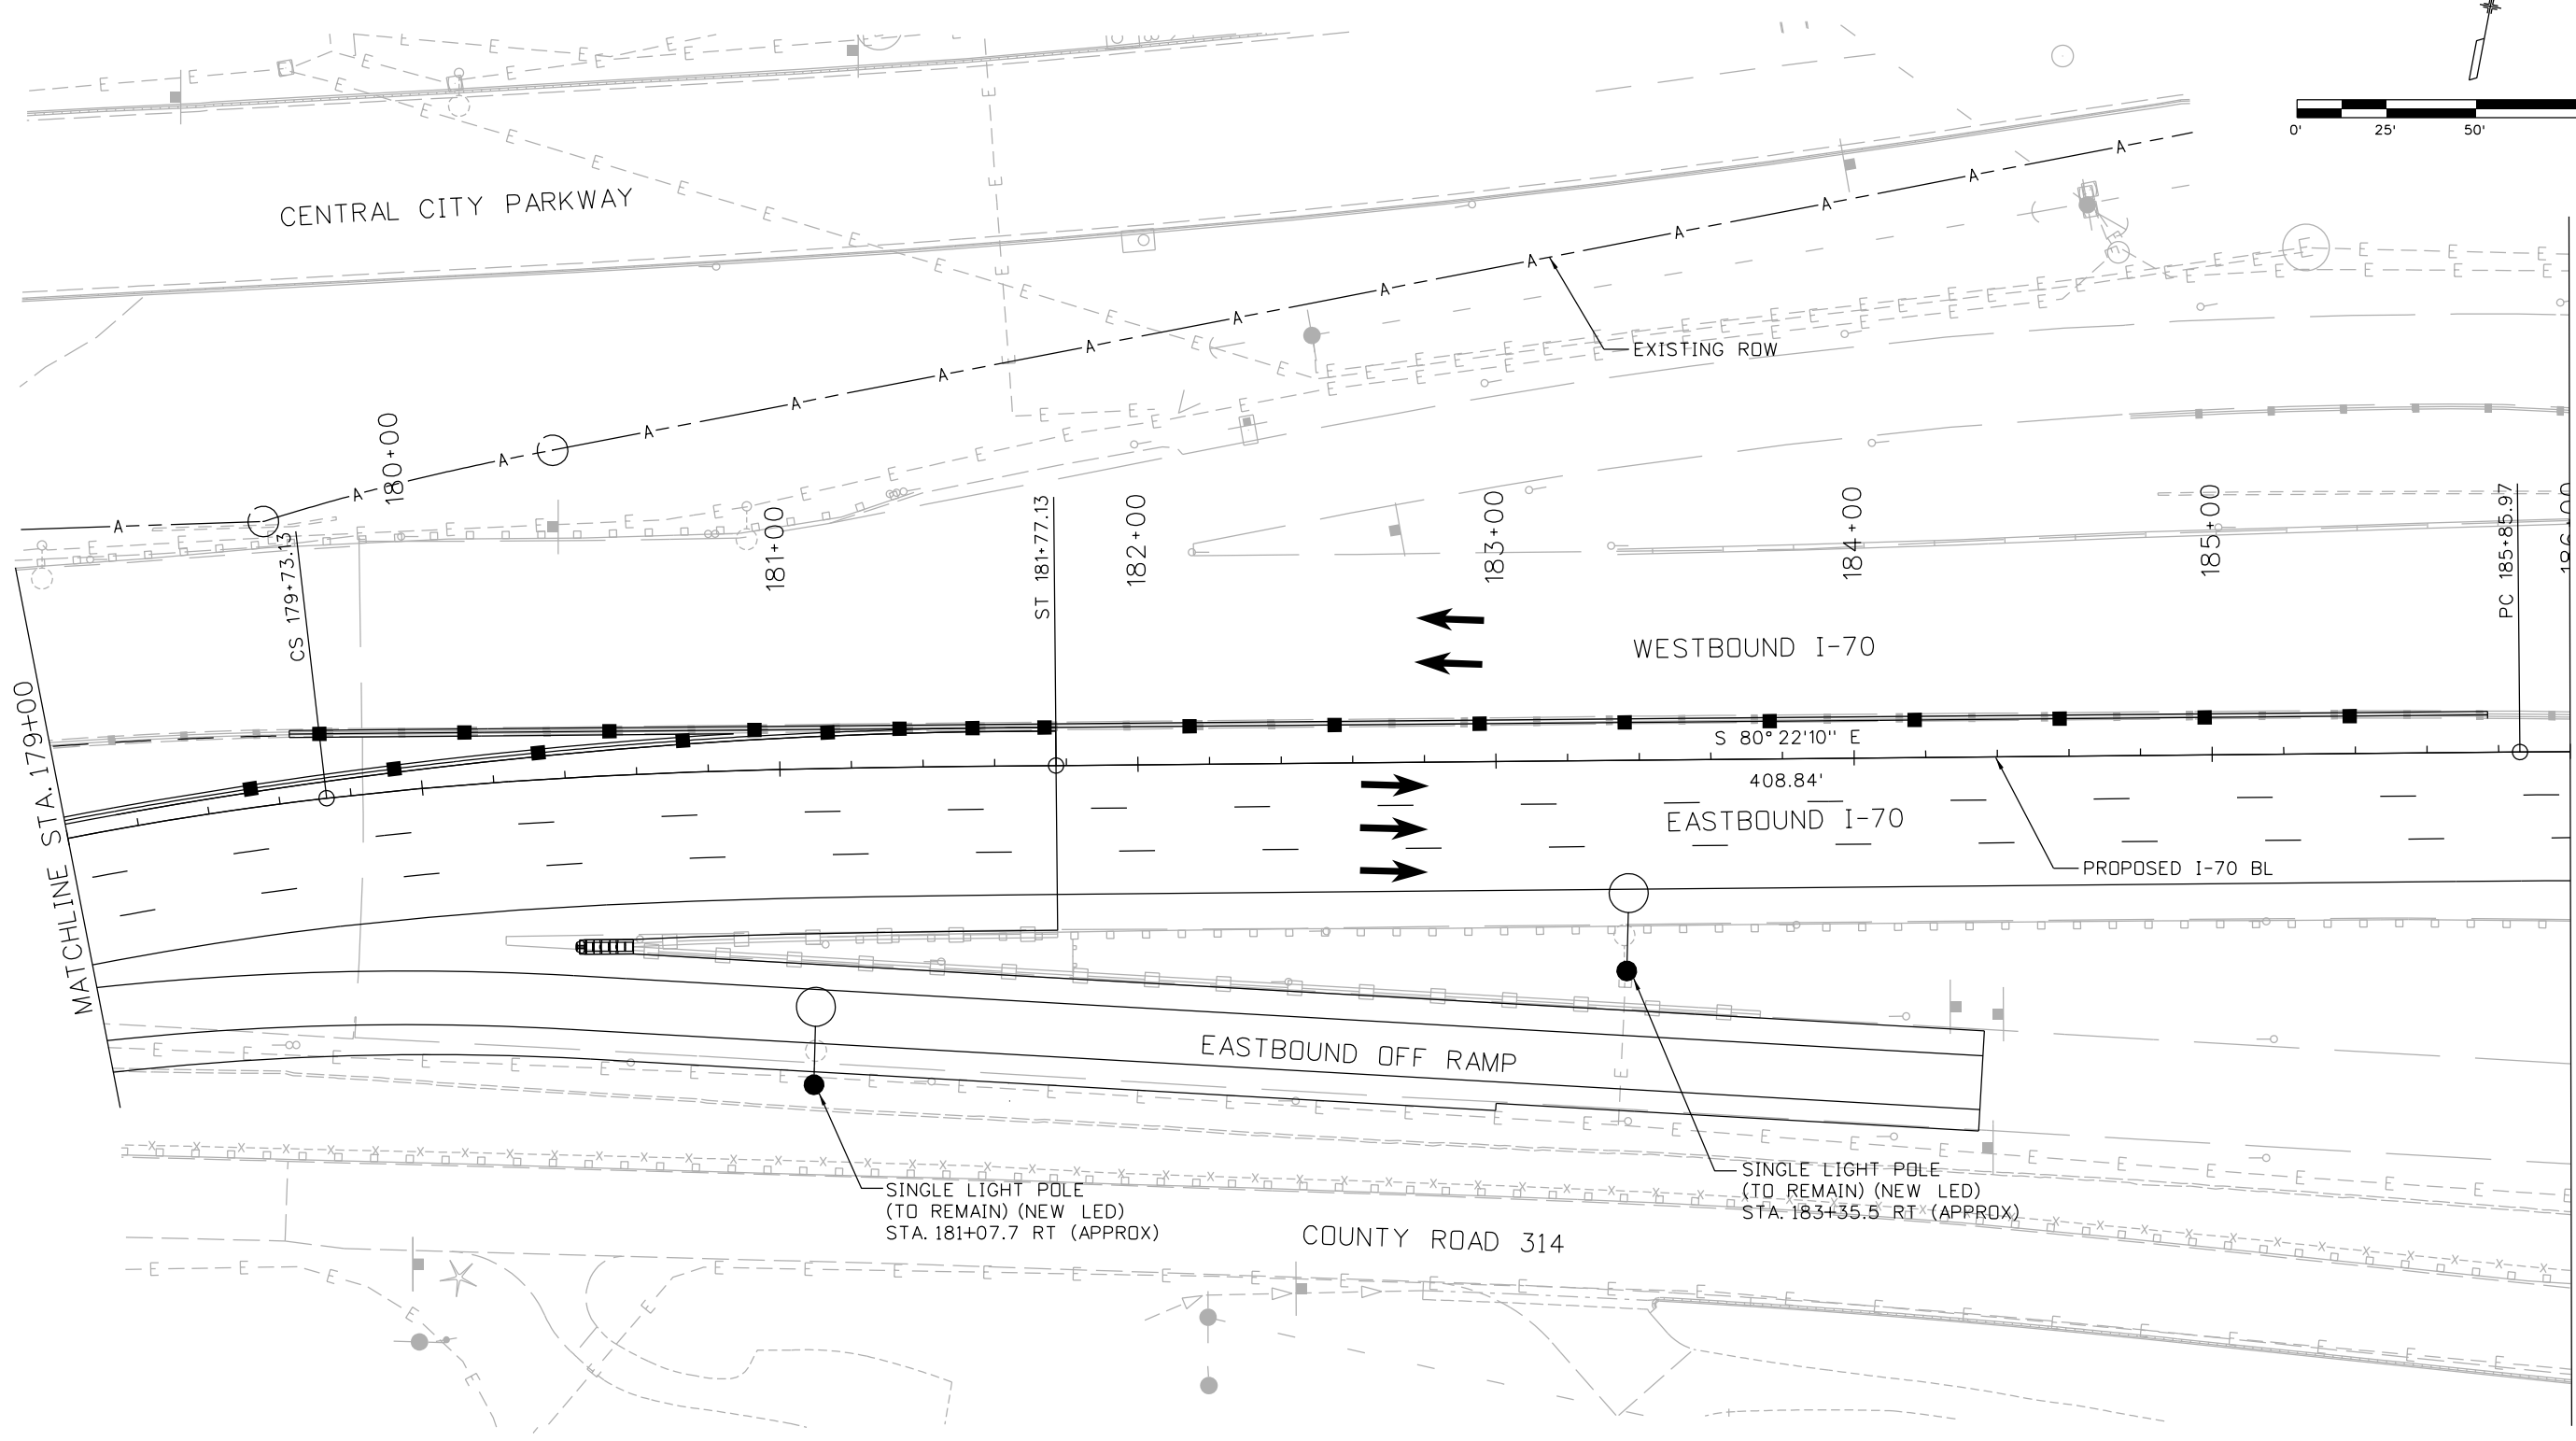 0' 25' 50'
CENTRAL CITY PARKWAY
EXISTING ROW
180+00
181+00
182+00
183+00
184+00
185+00
CS 179+73.13
ST 181+77.13
PC 185+85.97
WESTBOUND I-70
S 80°22'10" E
408.84'
EASTBOUND I-70
PROPOSED I-70 BL
MATCHLINE STA. 179+00
EASTBOUND OFF RAMP
SINGLE LIGHT POLE
(TO REMAIN) (NEW LED)
STA. 181+07.7 RT (APPROX)
SINGLE LIGHT POLE
(TO REMAIN) (NEW LED)
STA. 183+35.5 RT (APPROX)
COUNTY ROAD 314